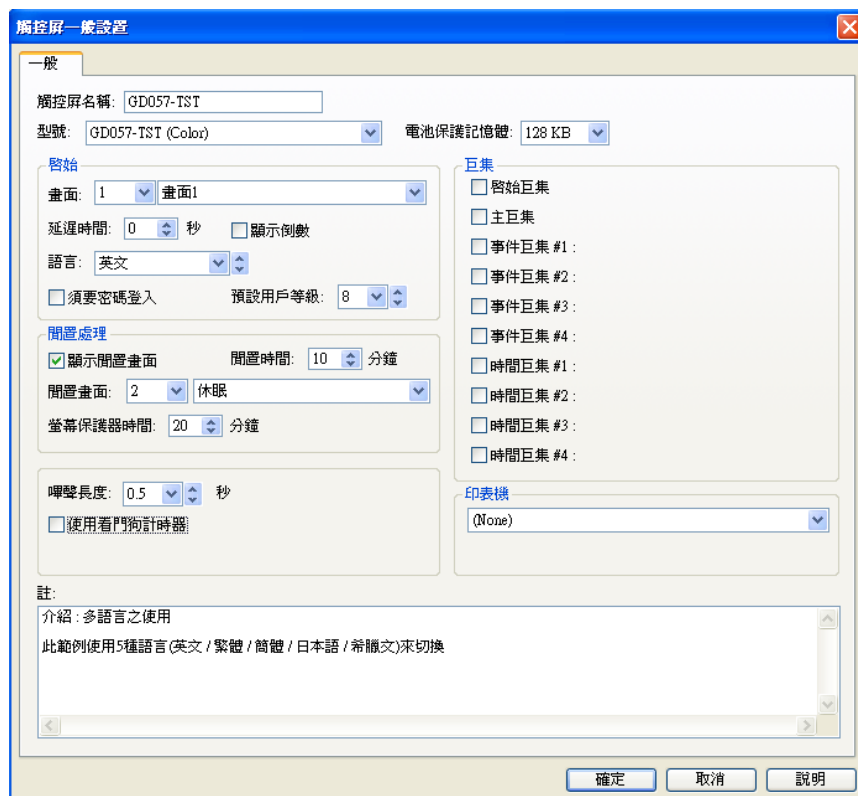 觸控屏一般設置
一般
觸控屏名稱: GD057-TST
型號: GD057-TST (Color) 電池保護記憶體: 128 KB
啓始
畫面: 1 畫面1
延遲時間: 0 秒 顯示倒數
語言: 英文
須要密碼登入 預設用戶等級: 8
閒置處理
顯示閒置畫面 閒置時間: 10 分鐘
閒置畫面: 2 休眠
螢幕保護器時間: 20 分鐘
嗶聲長度: 0.5 秒
使用看門狗計時器
巨集
啓始巨集
主巨集
事件巨集 #1 :
事件巨集 #2 :
事件巨集 #3 :
事件巨集 #4 :
時間巨集 #1 :
時間巨集 #2 :
時間巨集 #3 :
時間巨集 #4 :
印表機
(None)
註:
介紹 : 多語言之使用
此範例使用5種語言(英文 / 繁體 / 簡體 / 日本語 / 希臘文)來切換
確定 取消 說明